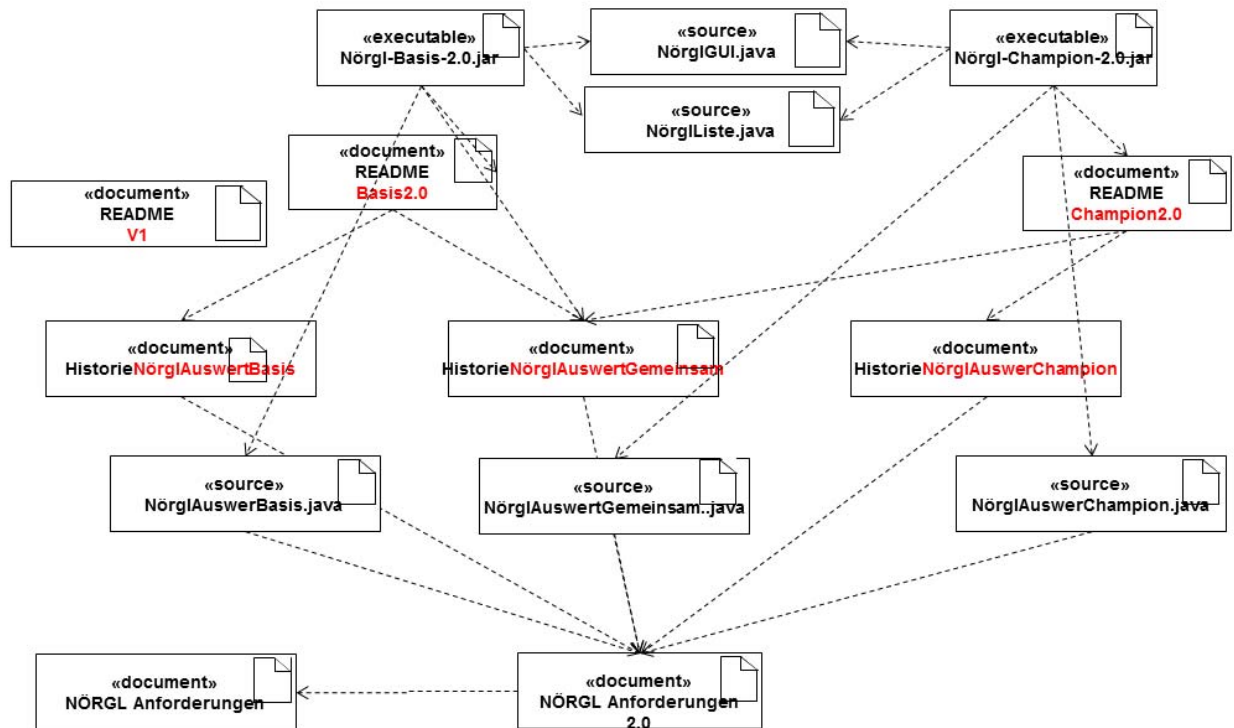 «executable»
Nörgl-Basis-2.0.jar
«source»
NörglGUI.java
«executable»
Nörgl-Champion-2.0.jar
«source»
NörglListe.java
«document»
README
Basis2.0
«document»
README
Champion2.0
«document»
README
V1
«document»
HistorieNörglAuswertBasis
«document»
HistorieNörglAuswertGemeinsam
«document»
HistorieNörglAuswerChampion
«source»
NörglAuswerBasis.java
«source»
NörglAuswertGemeinsam..java
«source»
NörglAuswerChampion.java
«document»
NÖRGL Anforderungen
«document»
NÖRGL Anforderungen
2.0